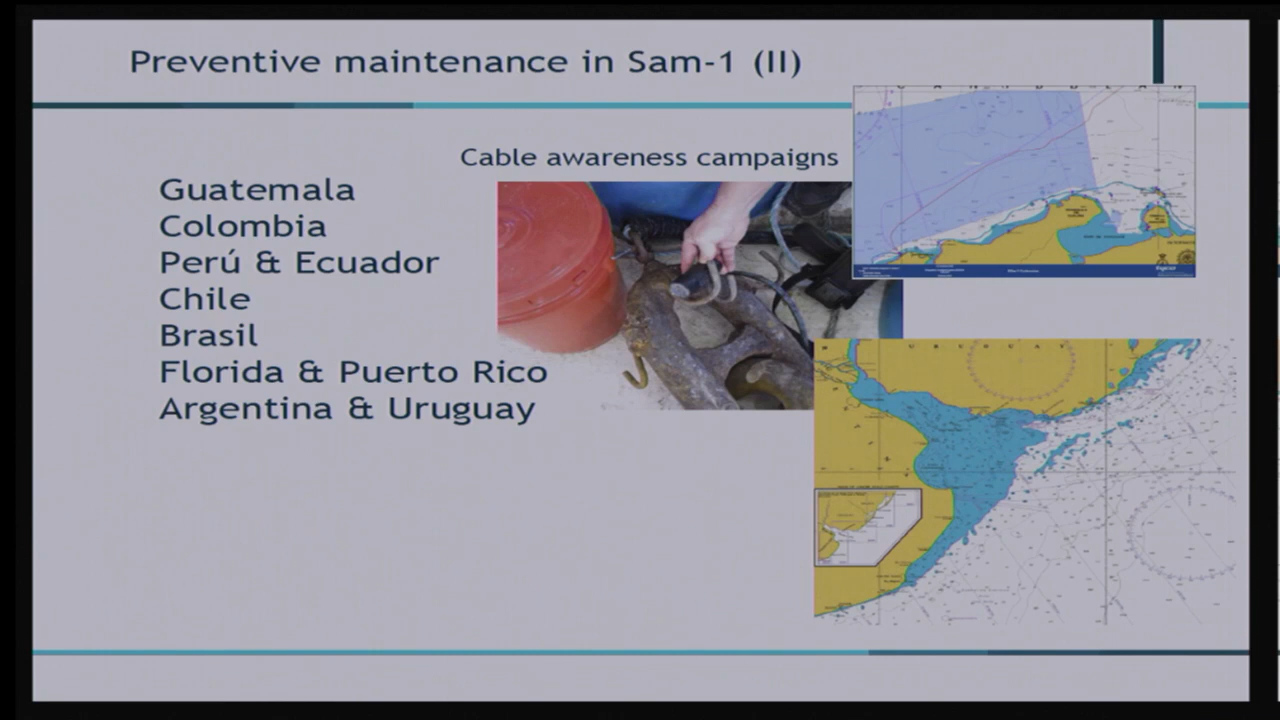 Preventive maintenance in Sam-1 (II)
Cable awareness campaigns
Guatemala
Colombia
Perú & Ecuador
Chile
Brasil
Florida & Puerto Rico
Argentina & Uruguay
U R U G U A Y